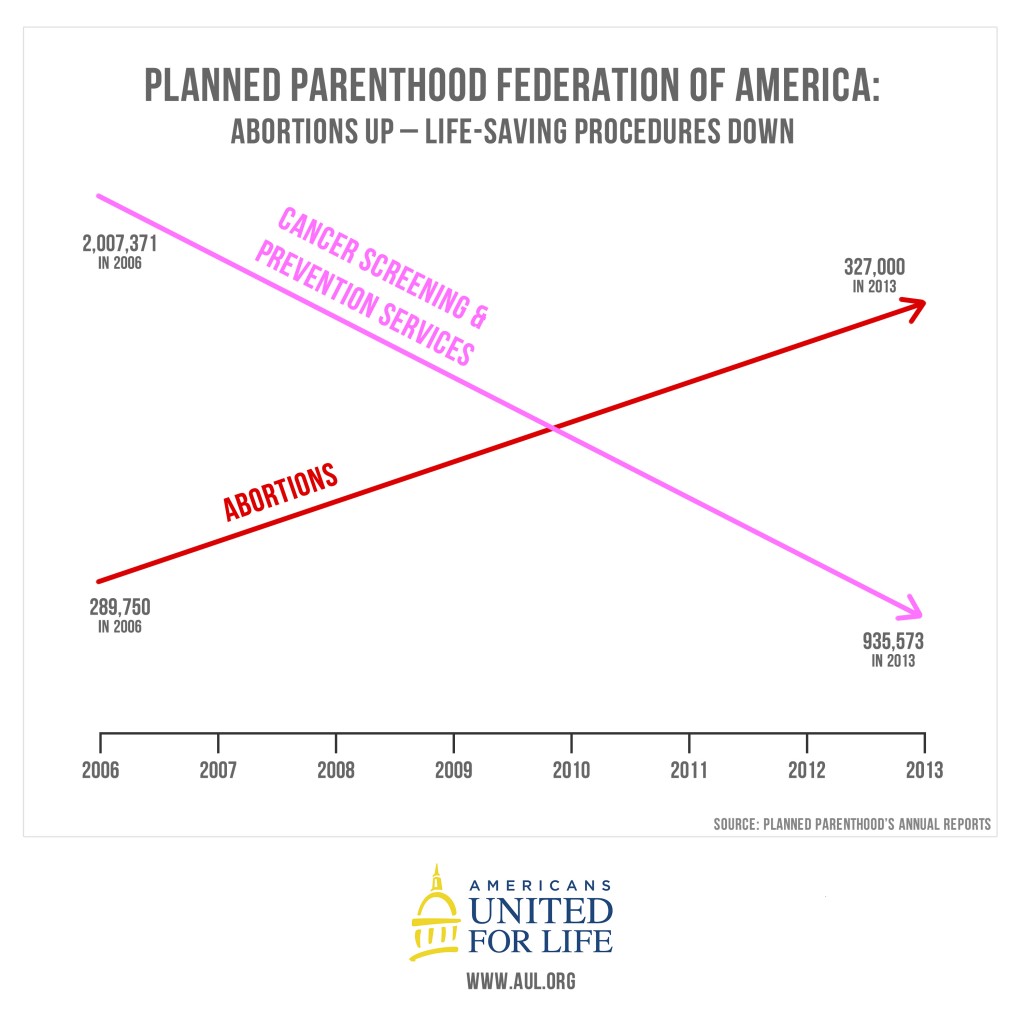 PLANNED PARENTHOOD FEDERATION OF AMERICA:
ABORTIONS UP – LIFE-SAVING PROCEDURES DOWN
CANCER SCREENING &
PREVENTION SERVICES
2,007,371
IN 2006
327,000
IN 2013
ABORTIONS
289,750
IN 2006
935,573
IN 2013
2006 2007 2008 2009 2010 2011 2012 2013
SOURCE: PLANNED PARENTHOOD'S ANNUAL REPORTS
AMERICANS
UNITED
FOR LIFE
WWW.AUL.ORG